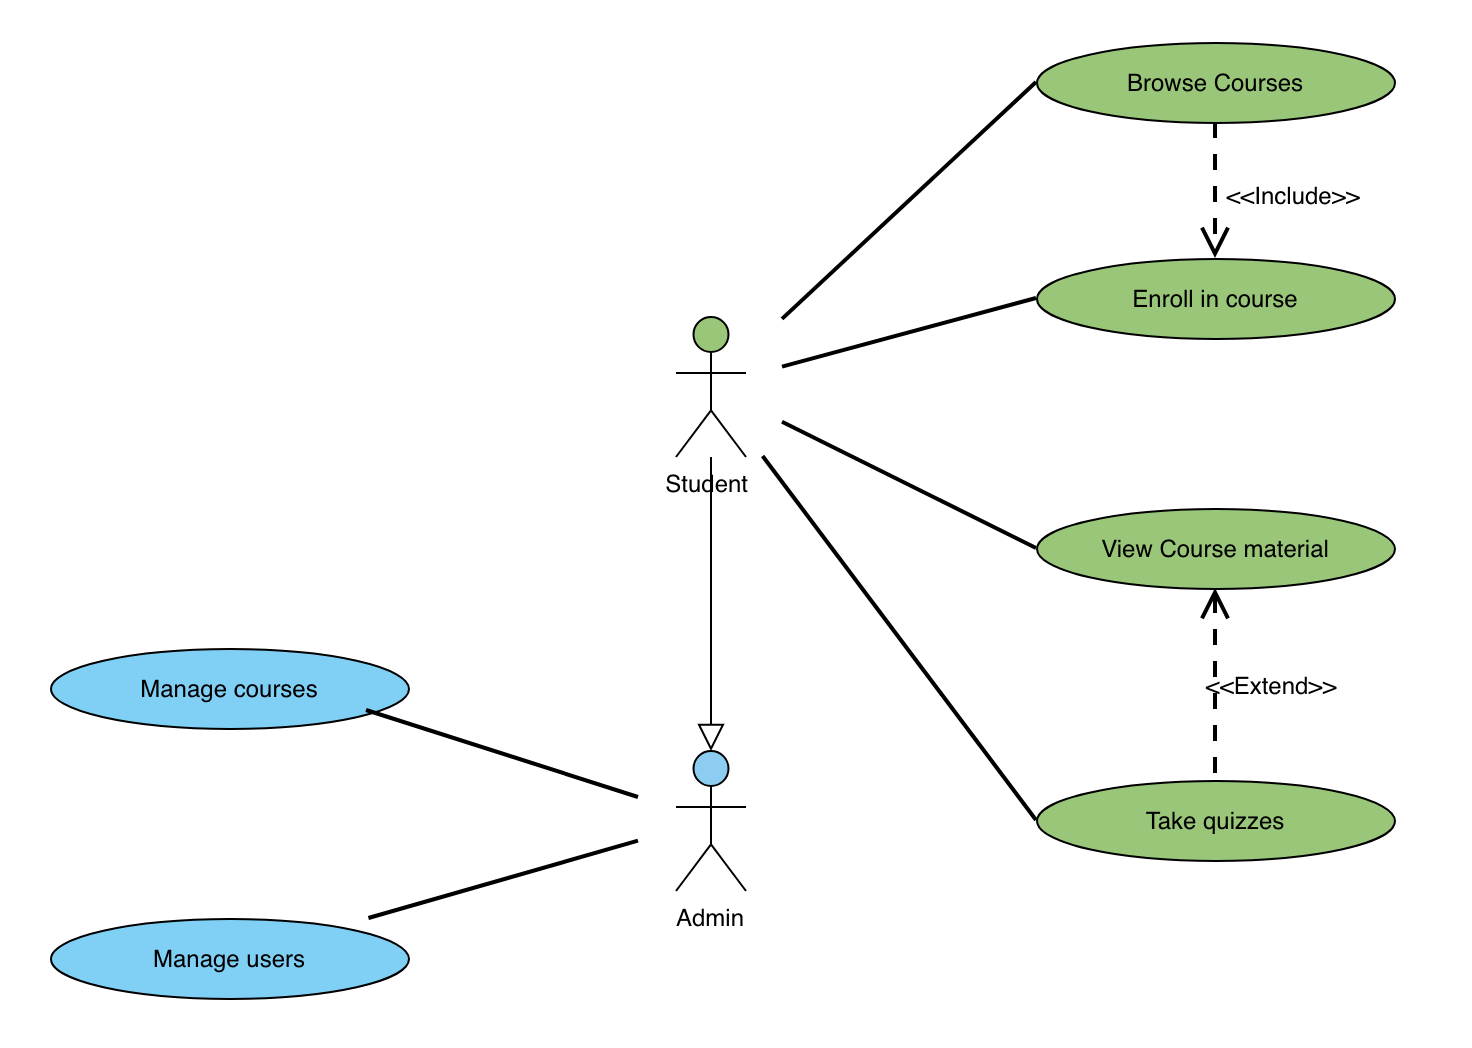 Browse Courses
<<Include>>
Enroll in course
Student
View Course material
<<Extend>>
Manage courses
Take quizzes
Admin
Manage users